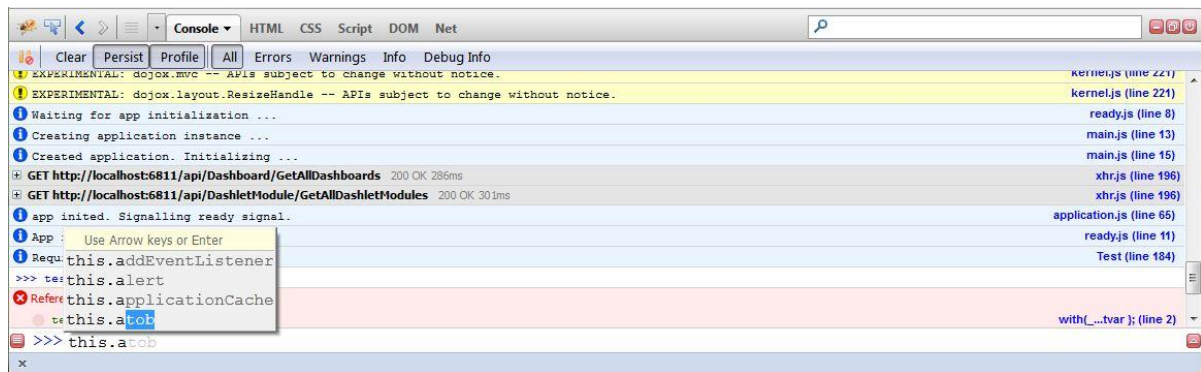 Console HTML CSS Script DOM Net
Clear Persist Profile All Errors Warnings Info Debug Info
EXPERIMENTAL: dojox.mvc -- APIs subject to change without notice. kernel.js (line 221)
EXPERIMENTAL: dojox.layout.ResizeHandle -- APIs subject to change without notice. kernel.js (line 221)
Waiting for app initialization ... ready.js (line 8)
Creating application instance ... main.js (line 13)
Created application. Initializing ... main.js (line 15)
GET http://localhost:6811/api/Dashboard/GetAllDashboards 200 OK 286ms xhr.js (line 196)
GET http://localhost:6811/api/DashletModule/GetAllDashletModules 200 OK 301ms xhr.js (line 196)
app inited. Signalling ready signal. application.js (line 65)
App ready.js (line 11)
Use Arrow keys or Enter
Requ Test (line 184)
this.addEventListener
>>> tes
this.alert
Refere
this.applicationCache
te
this.atob
with(_...tvar }; (line 2)
>>> this.atob
x